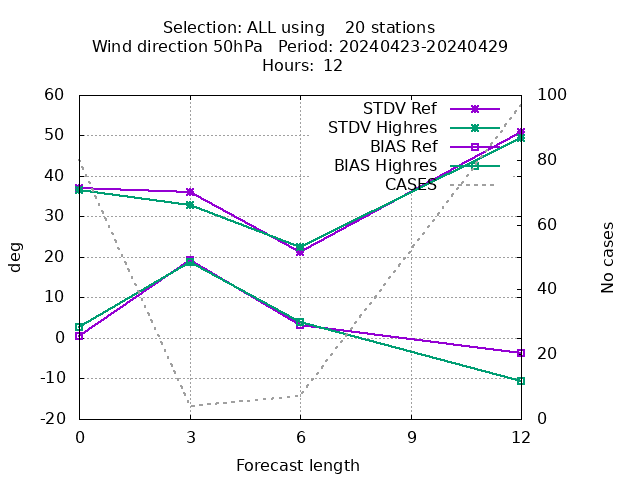 Selection: ALL using    20 stations
Wind direction 50hPa   Period: 20240423-20240429
Hours:  12
STDV Ref
STDV Highres
BIAS Ref
BIAS Highres
CASES
60
50
40
30
20
10
0
-10
-20
100
80
60
40
20
0
deg
No cases
0 3 6 9 12
Forecast length